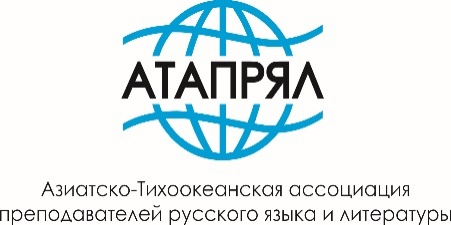 АТАПРЯЛ
Азиатско-Тихоокеанская ассоциация
преподавателей русского языка и литературы